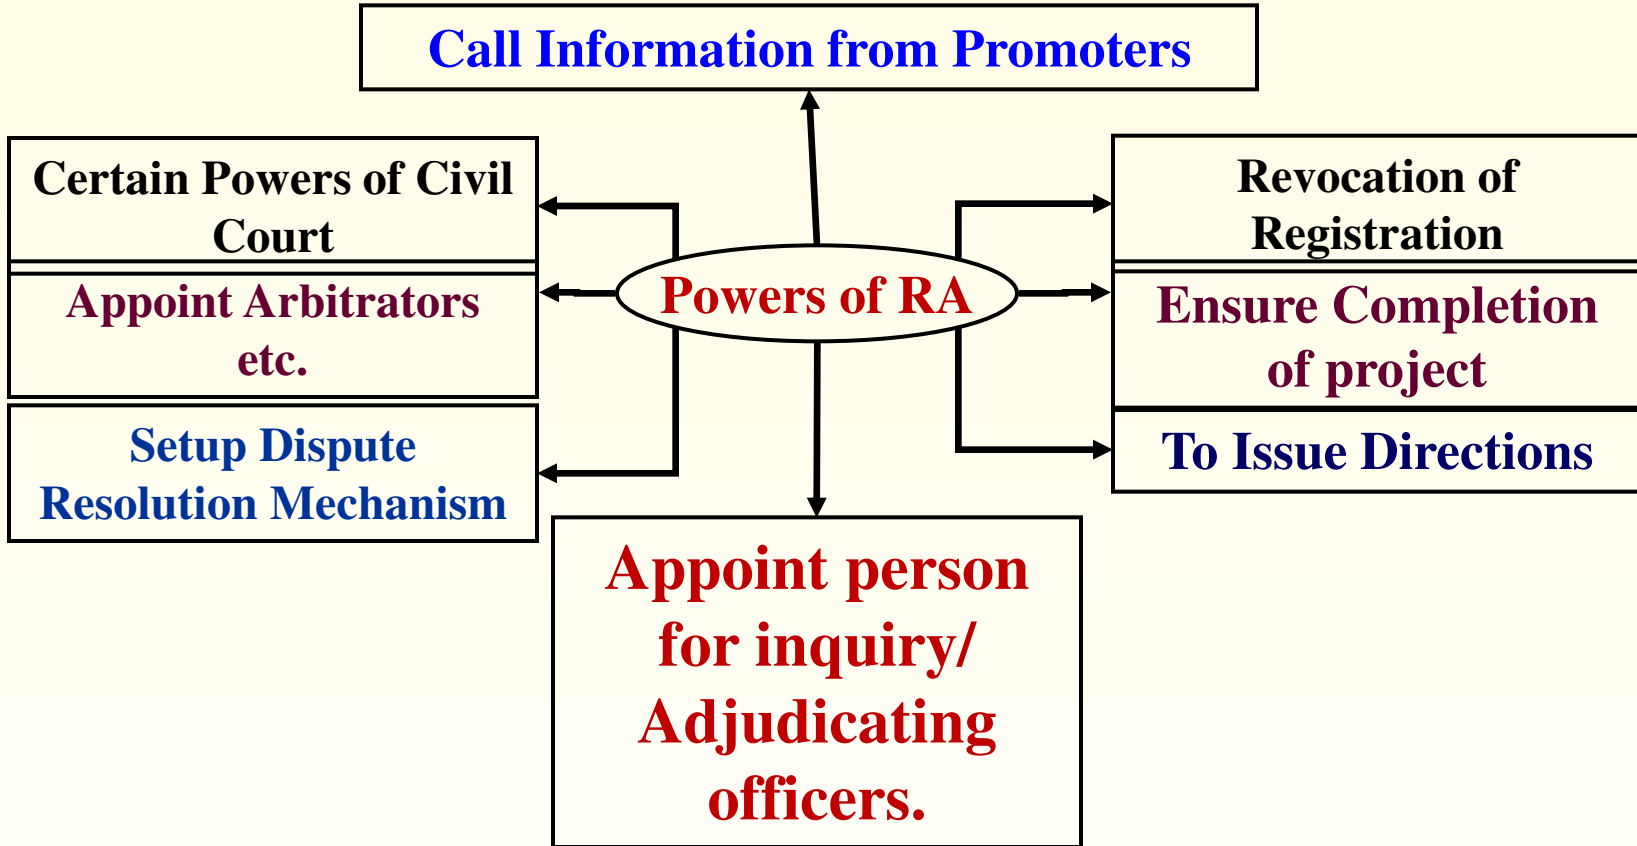 Call Information from Promoters
Certain Powers of Civil
Court
Appoint Arbitrators
etc.
Setup Dispute
Resolution Mechanism
Powers of RA
Revocation of
Registration
Ensure Completion
of project
To Issue Directions
Appoint person
for inquiry/
Adjudicating
officers.